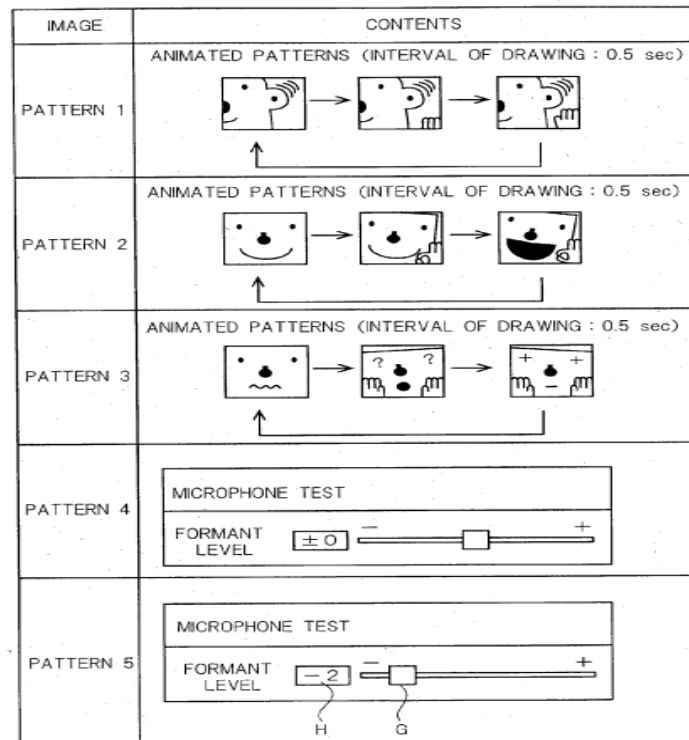 IMAGE CONTENTS
ANIMATED PATTERNS (INTERVAL OF DRAWING : 0.5 sec)
PATTERN 1
ANIMATED PATTERNS (INTERVAL OF DRAWING : 0.5 sec)
PATTERN 2
ANIMATED PATTERNS (INTERVAL OF DRAWING : 0.5 sec)
? ? + +
PATTERN 3
MICROPHONE TEST
PATTERN 4
FORMANT LEVEL ±0 − +
MICROPHONE TEST
PATTERN 5
FORMANT LEVEL −2 − +
H G